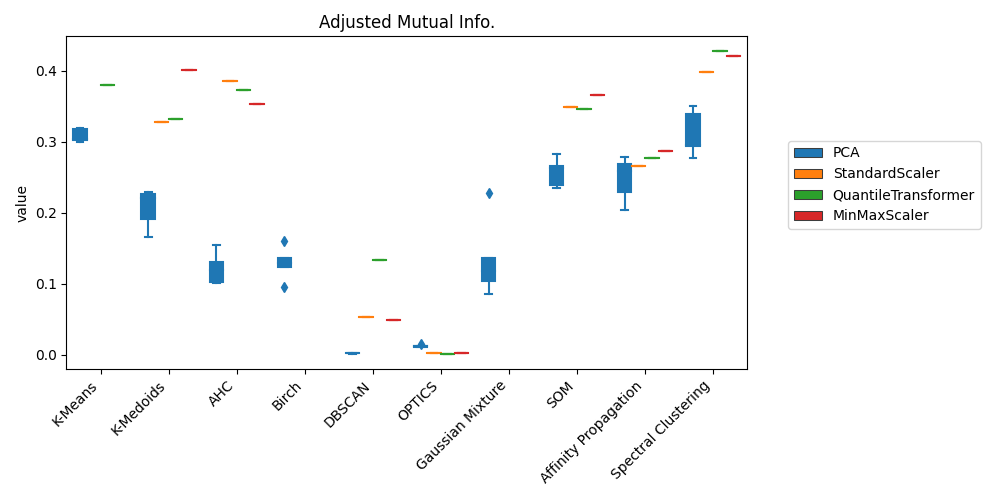 Adjusted Mutual Info.
value
0.4
0.3
0.2
0.1
0.0
K-Means
K-Medoids
AHC
Birch
DBSCAN
OPTICS
Gaussian Mixture
SOM
Affinity Propagation
Spectral Clustering
PCA
StandardScaler
QuantileTransformer
MinMaxScaler